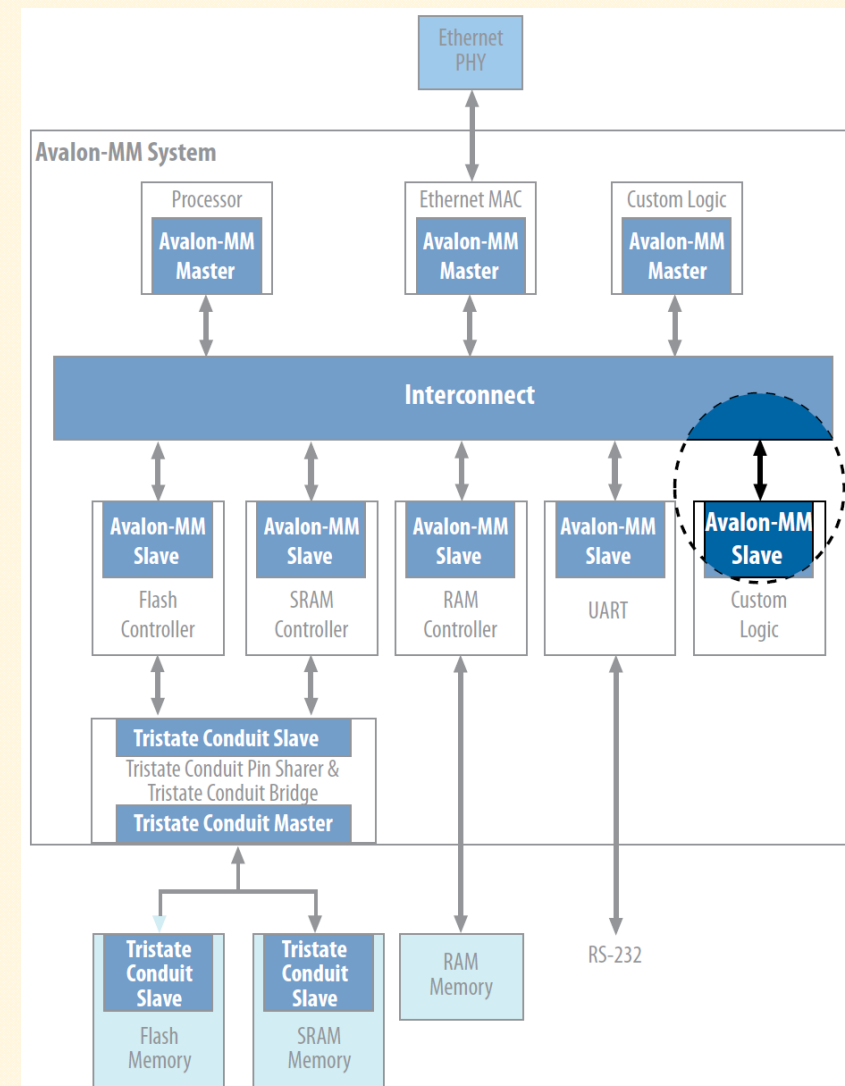 Ethernet
PHY
Avalon-MM System
Processor
Avalon-MM
Master
Ethernet MAC
Avalon-MM
Master
Custom Logic
Avalon-MM
Master
Interconnect
Avalon-MM
Slave
Flash
Controller
Avalon-MM
Slave
SRAM
Controller
Avalon-MM
Slave
RAM
Controller
Avalon-MM
Slave
UART
Avalon-MM
Slave
Custom
Logic
Tristate Conduit Slave
Tristate Conduit Pin Sharer &
Tristate Conduit Bridge
Tristate Conduit Master
Tristate
Conduit
Slave
Flash
Memory
Tristate
Conduit
Slave
SRAM
Memory
RAM
Memory
RS-232